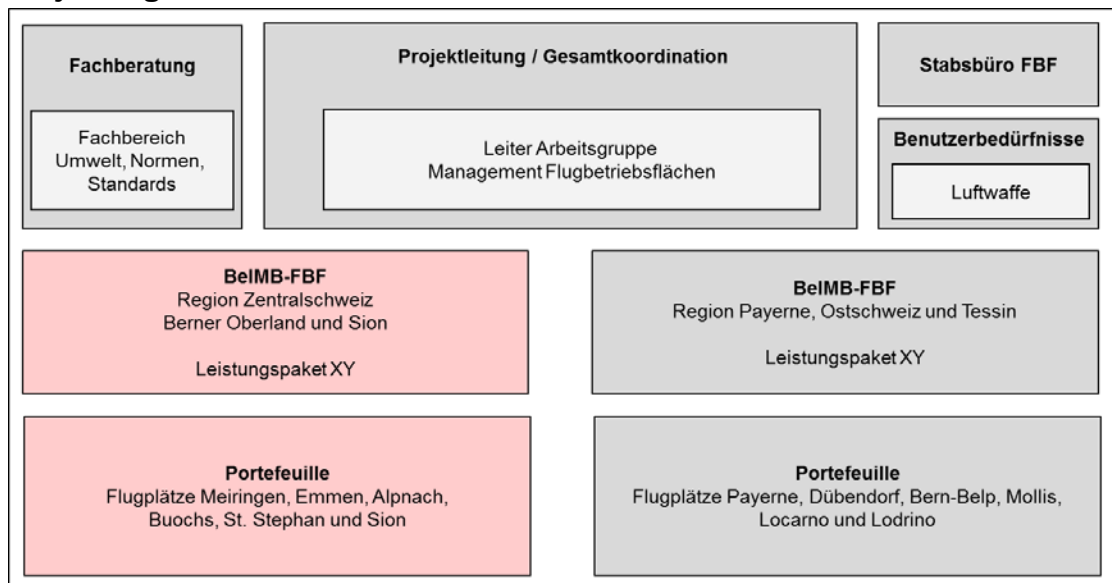 Fachberatung
Fachbereich
Umwelt, Normen,
Standards
Projektleitung / Gesamtkoordination
Leiter Arbeitsgruppe
Management Flugbetriebsflächen
Stabsbüro FBF
Benutzerbedürfnisse
Luftwaffe
BelMB-FBF
Region Zentralschweiz
Berner Oberland und Sion
Leistungspaket XY
BelMB-FBF
Region Payerne, Ostschweiz und Tessin
Leistungspaket XY
Portefeuille
Flugplätze Meiringen, Emmen, Alpnach,
Buochs, St. Stephan und Sion
Portefeuille
Flugplätze Payerne, Dübendorf, Bern-Belp, Mollis,
Locarno und Lodrino